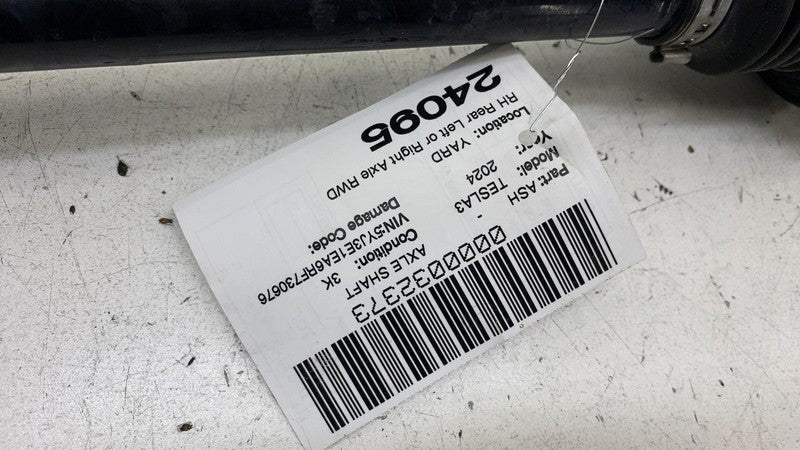 0000032373
Part: ASH - AXLE SHAFT
Model: TESLA3 Condition: 3K
Year: 2024 VIN:5YJ3E1EA6RF730676
Location: YARD Damage Code:
RH Rear Left or Right Axle RWD
24095